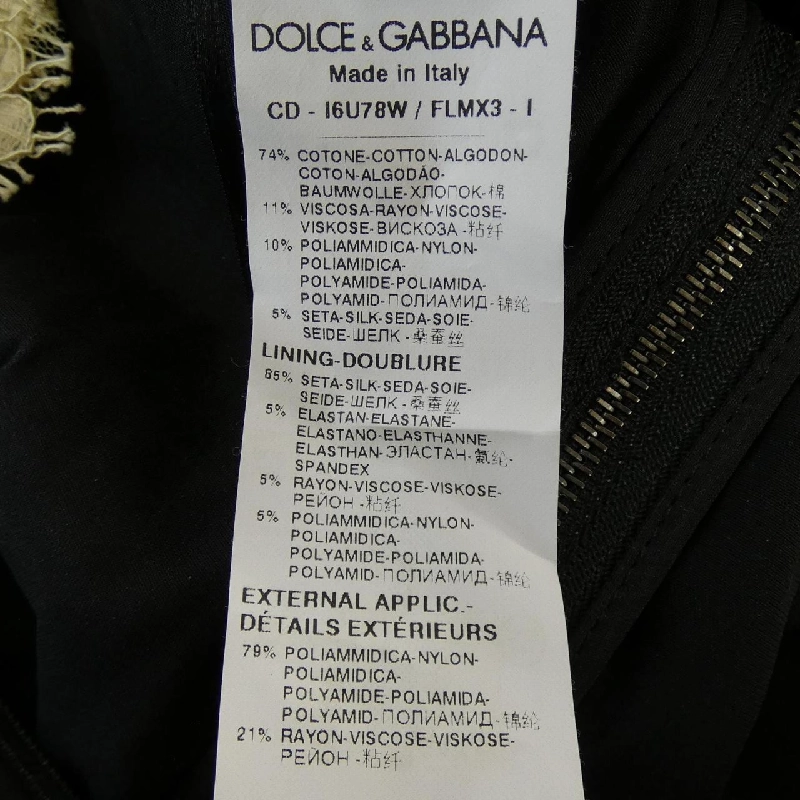 DOLCE & GABBANA
Made in Italy
CD - I6U78W / FLMX3 - I
74% COTONE-COTTON-ALGODON-
COTON-ALGODÃO-
BAUMWOLLE-ХЛОПОК-棉
11% VISCOSA-RAYON-VISCOSE-
VISKOSE-ВИСКОЗА -粘纤
10% POLIAMMIDICA-NYLON-
POLIAMIDICA-
POLYAMIDE-POLIAMIDA-
POLYAMID-ПОЛИАМИД-锦纶
5% SETA-SILK-SEDA-SOIE-
SEIDE-ШЕЛК -桑蚕丝
LINING-DOUBLURE
85% SETA-SILK-SEDA-SOIE-
SEIDE-ШЕЛК -桑蚕丝
5% ELASTAN-ELASTANE-
ELASTANO-ELASTHANNE-
ELASTHAN-ЭЛАСТАН-氨纶-
SPANDEX
5% RAYON-VISCOSE-VISKOSE-
РЕЙОН -粘纤
5% POLIAMMIDICA-NYLON-
POLIAMIDICA-
POLYAMIDE-POLIAMIDA-
POLYAMID-ПОЛИАМИД-锦纶
EXTERNAL APPLIC.-
DÉTAILS EXTÉRIEURS
79% POLIAMMIDICA-NYLON-
POLIAMIDICA-
POLYAMIDE-POLIAMIDA-
POLYAMID-ПОЛИАМИД-锦纶
21% RAYON-VISCOSE-VISKOSE-
РЕЙОН -粘纤